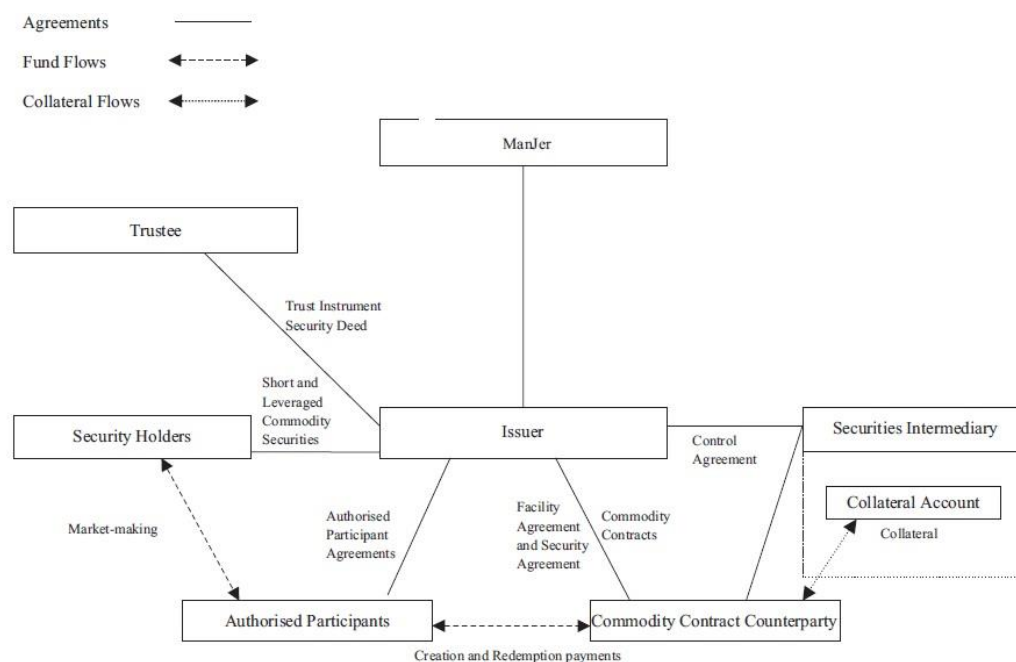 Agreements
Fund Flows
Collateral Flows
ManJer
Trustee
Trust Instrument
Security Deed
Short and
Leveraged
Commodity
Securities
Security Holders
Issuer
Control
Agreement
Securities Intermediary
Collateral Account
Collateral
Market-making
Authorised
Participant
Agreements
Facility
Agreement
and Security
Agreement
Commodity
Contracts
Authorised Participants
Commodity Contract Counterparty
Creation and Redemption payments